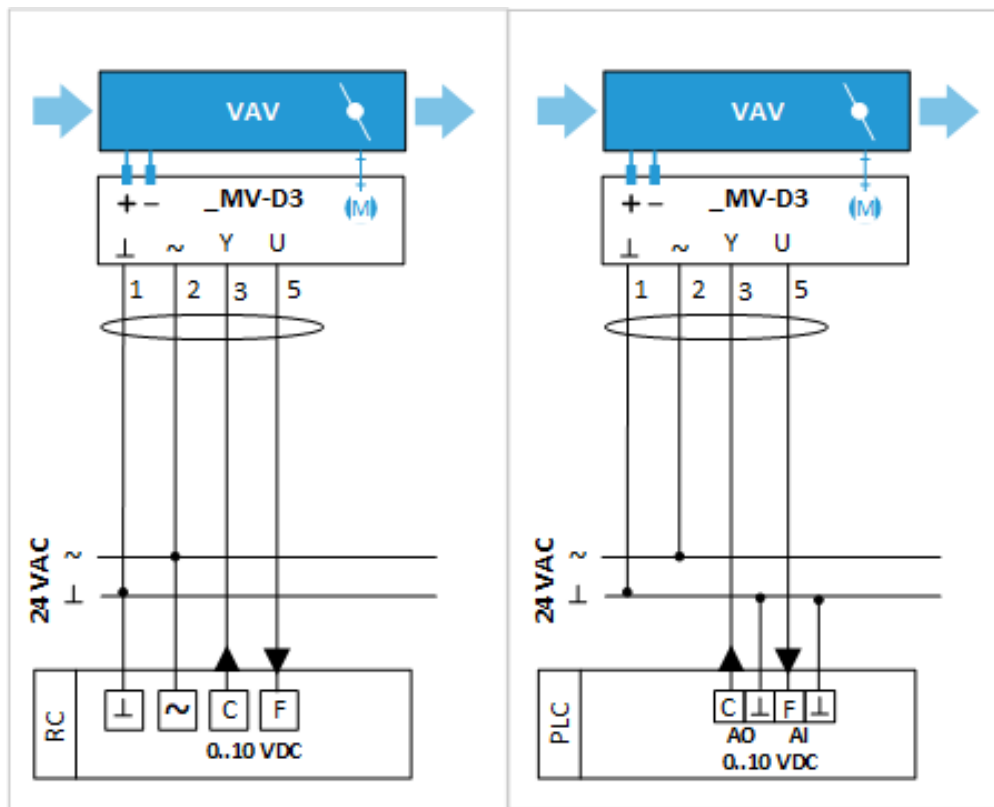 VAV
+ − _MV-D3 (M)
⊥ ~ Y U
1 2 3 5
24 VAC
~
⊥
RC
⊥ ~ C F
0..10 VDC
VAV
+ − _MV-D3 (M)
⊥ ~ Y U
1 2 3 5
24 VAC
~
⊥
PLC
C ⊥ F ⊥
AO AI
0..10 VDC